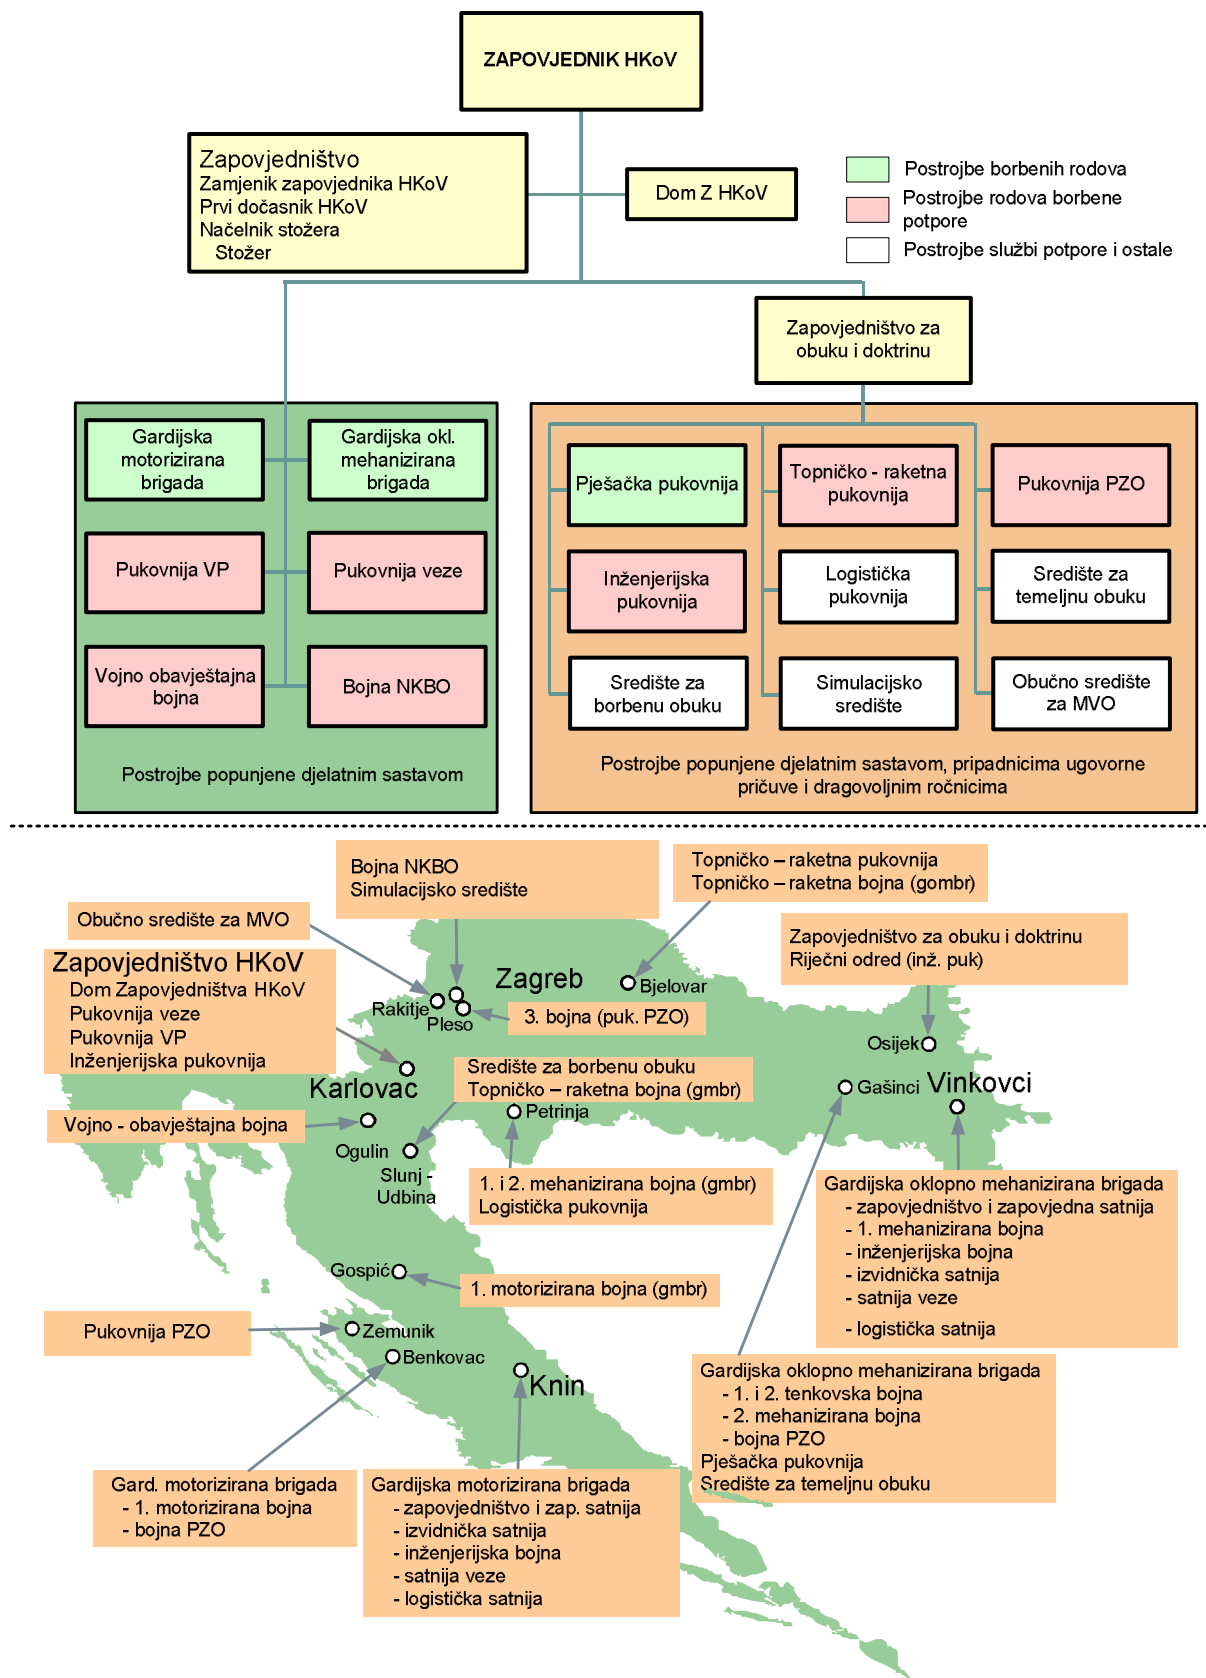 ZAPOVJEDNIK HKoV
Zapovjedništvo
Zamjenik zapovjednika HKoV
Prvi dočasnik HKoV
Načelnik stožera
Stožer
Dom Z HKoV
Postrojbe borbenih rodova
Postrojbe rodova borbene
potpore
Postrojbe službi potpore i ostale
Zapovjedništvo za
obuku i doktrinu
Gardijska
motorizirana
brigada
Gardijska okl.
mehanizirana
brigada
Pukovnija VP
Pukovnija veze
Vojno obavještajna
bojna
Bojna NKBO
Postrojbe popunjene djelatnim sastavom
Pješačka pukovnija
Topničko - raketna
pukovnija
Pukovnija PZO
Inženjerijska
pukovnija
Logistička
pukovnija
Središte za
temeljnu obuku
Središte za
borbenu obuku
Simulacijsko
središte
Obučno središte
za MVO
Postrojbe popunjene djelatnim sastavom, pripadnicima ugovorne
pričuve i dragovoljnim ročnicima
Bojna NKBO
Simulacijsko središte
Topničko – raketna pukovnija
Topničko – raketna bojna (gombr)
Obučno središte za MVO
Zapovjedništvo za obuku i doktrinu
Riječni odred (inž. puk)
Zapovjedništvo HKoV
Dom Zapovjedništva HKoV
Pukovnija veze
Pukovnija VP
Inženjerijska pukovnija
Zagreb
Bjelovar
Rakitje
Pleso
3. bojna (puk. PZO)
Osijek
Karlovac
Središte za borbenu obuku
Topničko – raketna bojna (gmbr)
Gašinci
Vinkovci
Petrinja
Vojno - obavještajna bojna
Ogulin
Slunj -
Udbina
1. i 2. mehanizirana bojna (gmbr)
Logistička pukovnija
Gardijska oklopno mehanizirana brigada
- zapovjedništvo i zapovjedna satnija
- 1. mehanizirana bojna
- inženjerijska bojna
- izvidnička satnija
- satnija veze
- logistička satnija
Gospić
1. motorizirana bojna (gmbr)
Pukovnija PZO
Zemunik
Benkovac
Knin
Gardijska oklopno mehanizirana brigada
- 1. i 2. tenkovska bojna
- 2. mehanizirana bojna
- bojna PZO
Pješačka pukovnija
Središte za temeljnu obuku
Gard. motorizirana brigada
- 1. motorizirana bojna
- bojna PZO
Gardijska motorizirana brigada
- zapovjedništvo i zap. satnija
- izvidnička satnija
- inženjerijska bojna
- satnija veze
- logistička satnija